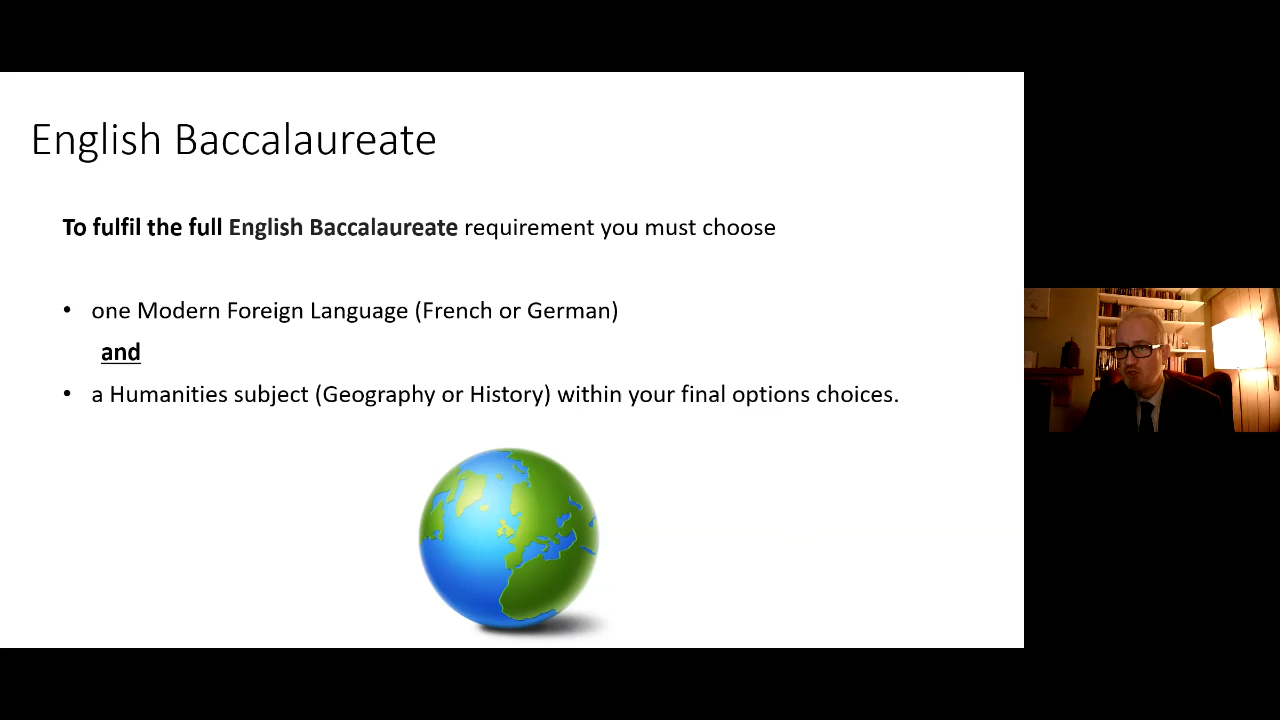 English Baccalaureate
To fulfil the full English Baccalaureate requirement you must choose
• one Modern Foreign Language (French or German)
and
• a Humanities subject (Geography or History) within your final options choices.